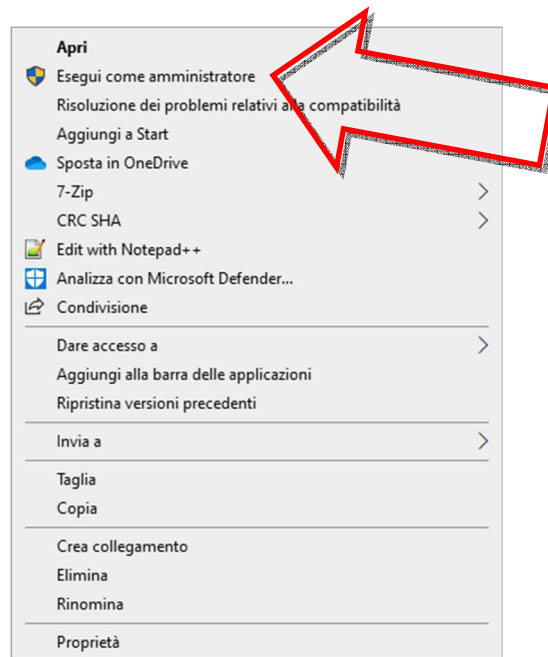 Apri
Esegui come amministratore
Risoluzione dei problemi relativi alla compatibilità
Aggiungi a Start
Sposta in OneDrive
7-Zip
CRC SHA
Edit with Notepad++
Analizza con Microsoft Defender...
Condivisione
Dare accesso a
Aggiungi alla barra delle applicazioni
Ripristina versioni precedenti
Invia a
Taglia
Copia
Crea collegamento
Elimina
Rinomina
Proprietà